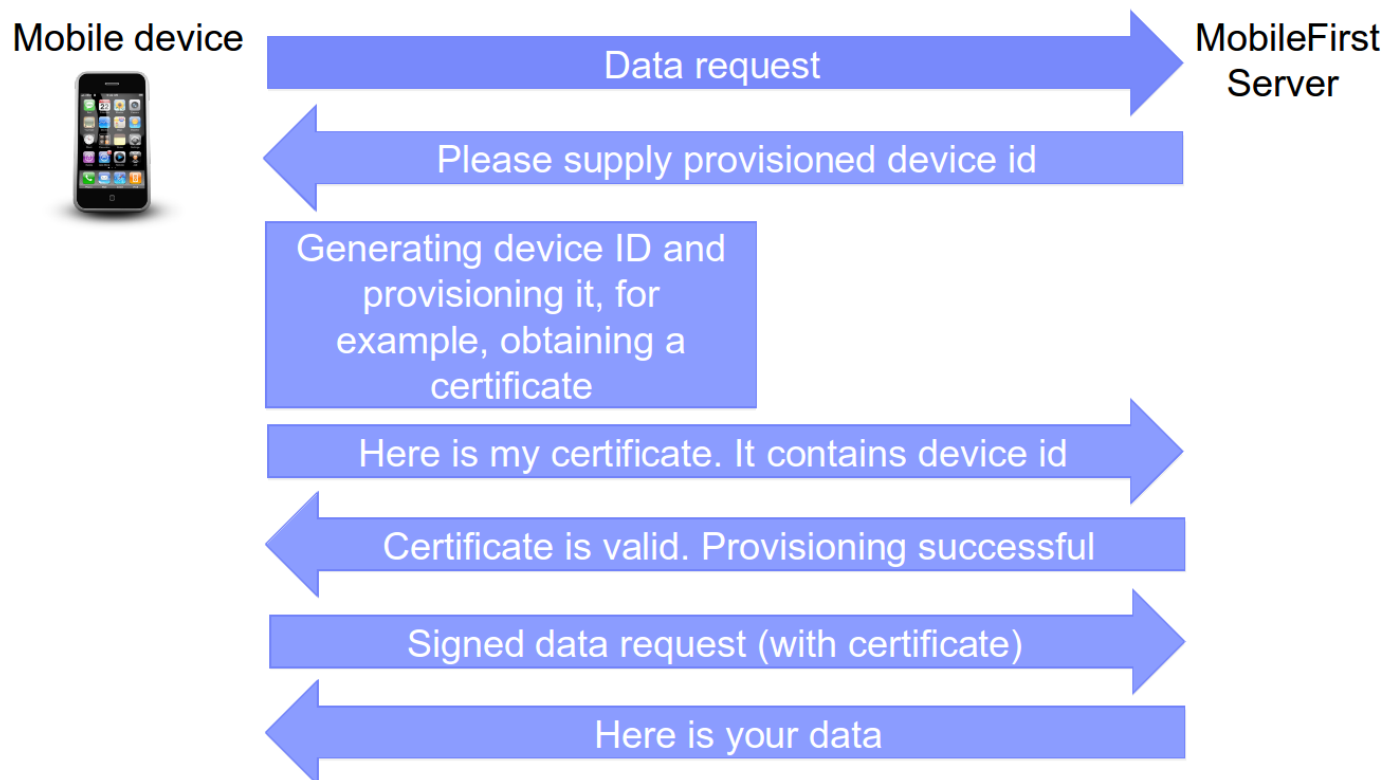 Mobile device
MobileFirst
Server
Data request
Please supply provisioned device id
Generating device ID and
provisioning it, for
example, obtaining a
certificate
Here is my certificate. It contains device id
Certificate is valid. Provisioning successful
Signed data request (with certificate)
Here is your data